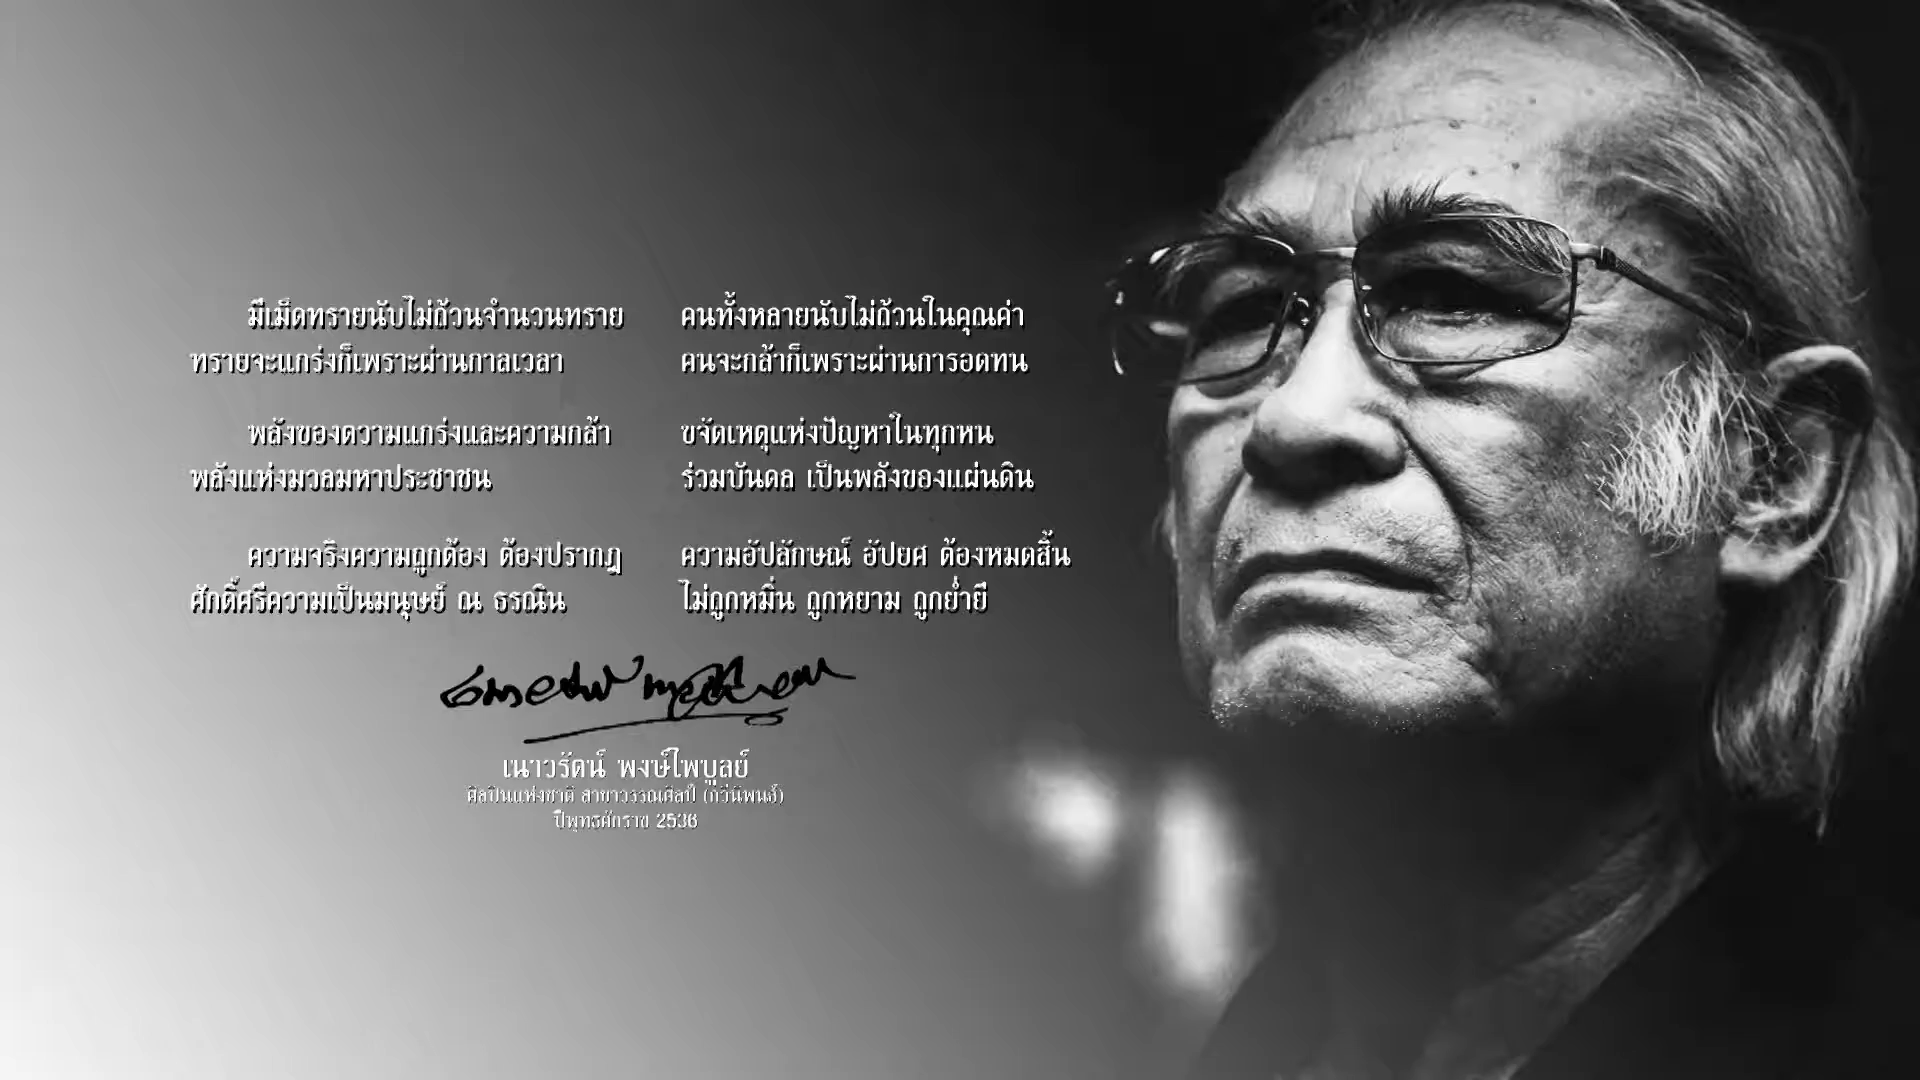 มีเม็ดทรายนับไม่ถ้วนจำนวนทราย คนทั้งหลายนับไม่ถ้วนในคุณค่า
ทรายจะแกร่งก็เพราะผ่านกาลเวลา คนจะกล้าก็เพราะผ่านการอดทน
พลังของความแกร่งและความกล้า ขจัดเหตุแห่งปัญหาในทุกหน
พลังแห่งมวลมหาประชาชน ร่วมบันดล เป็นพลังของแผ่นดิน
ความจริงความถูกต้อง ต้องปรากฏ ความอัปลักษณ์ อัปยศ ต้องหมดสิ้น
ศักดิ์ศรีความเป็นมนุษย์ ณ ธรณิน ไม่ถูกหมิ่น ถูกหยาม ถูกย่ำยี
เนาวรัตน์ พงษ์ไพบูลย์
เนาวรัตน์ พงษ์ไพบูลย์
ศิลปินแห่งชาติ สาขาวรรณศิลป์ (กวีนิพนธ์)
ปีพุทธศักราช 2536